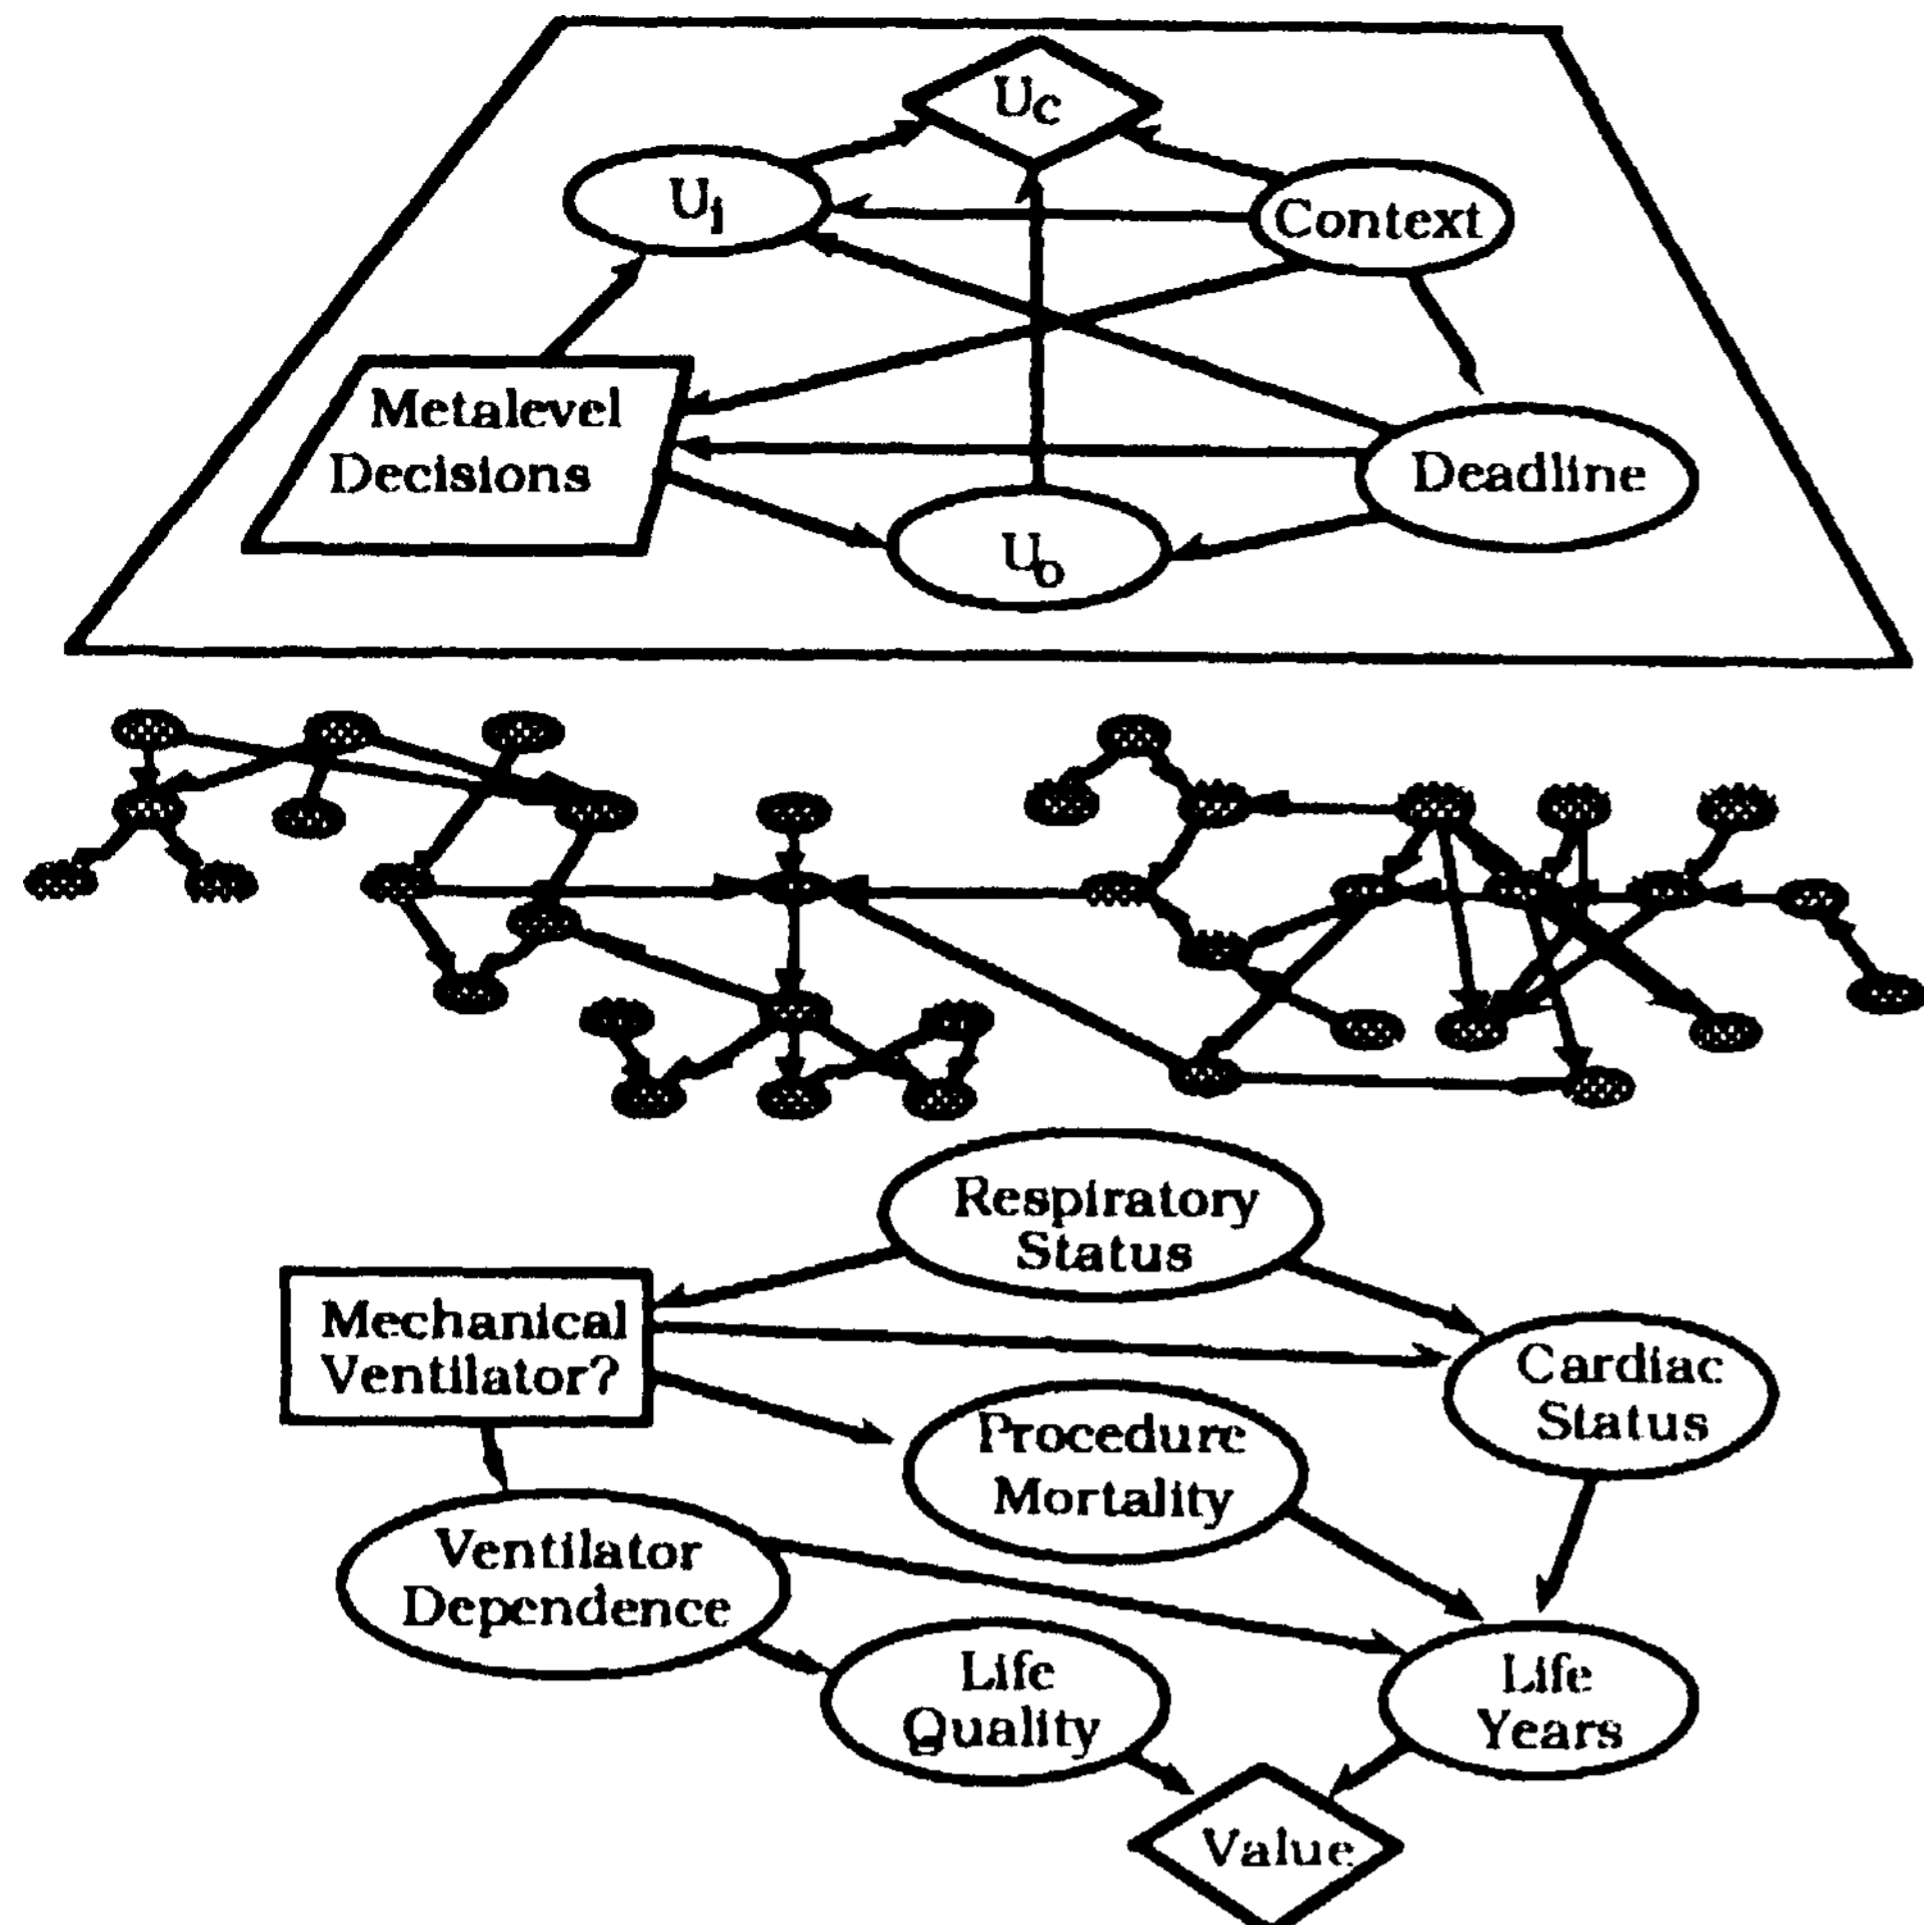 Uc
Ui
Context
Metalevel
Decisions
Deadline
Uo
Respiratory
Status
Mechanical
Ventilator?
Cardiac
Status
Procedure
Mortality
Ventilator
Dependence
Life
Quality
Life
Years
Value